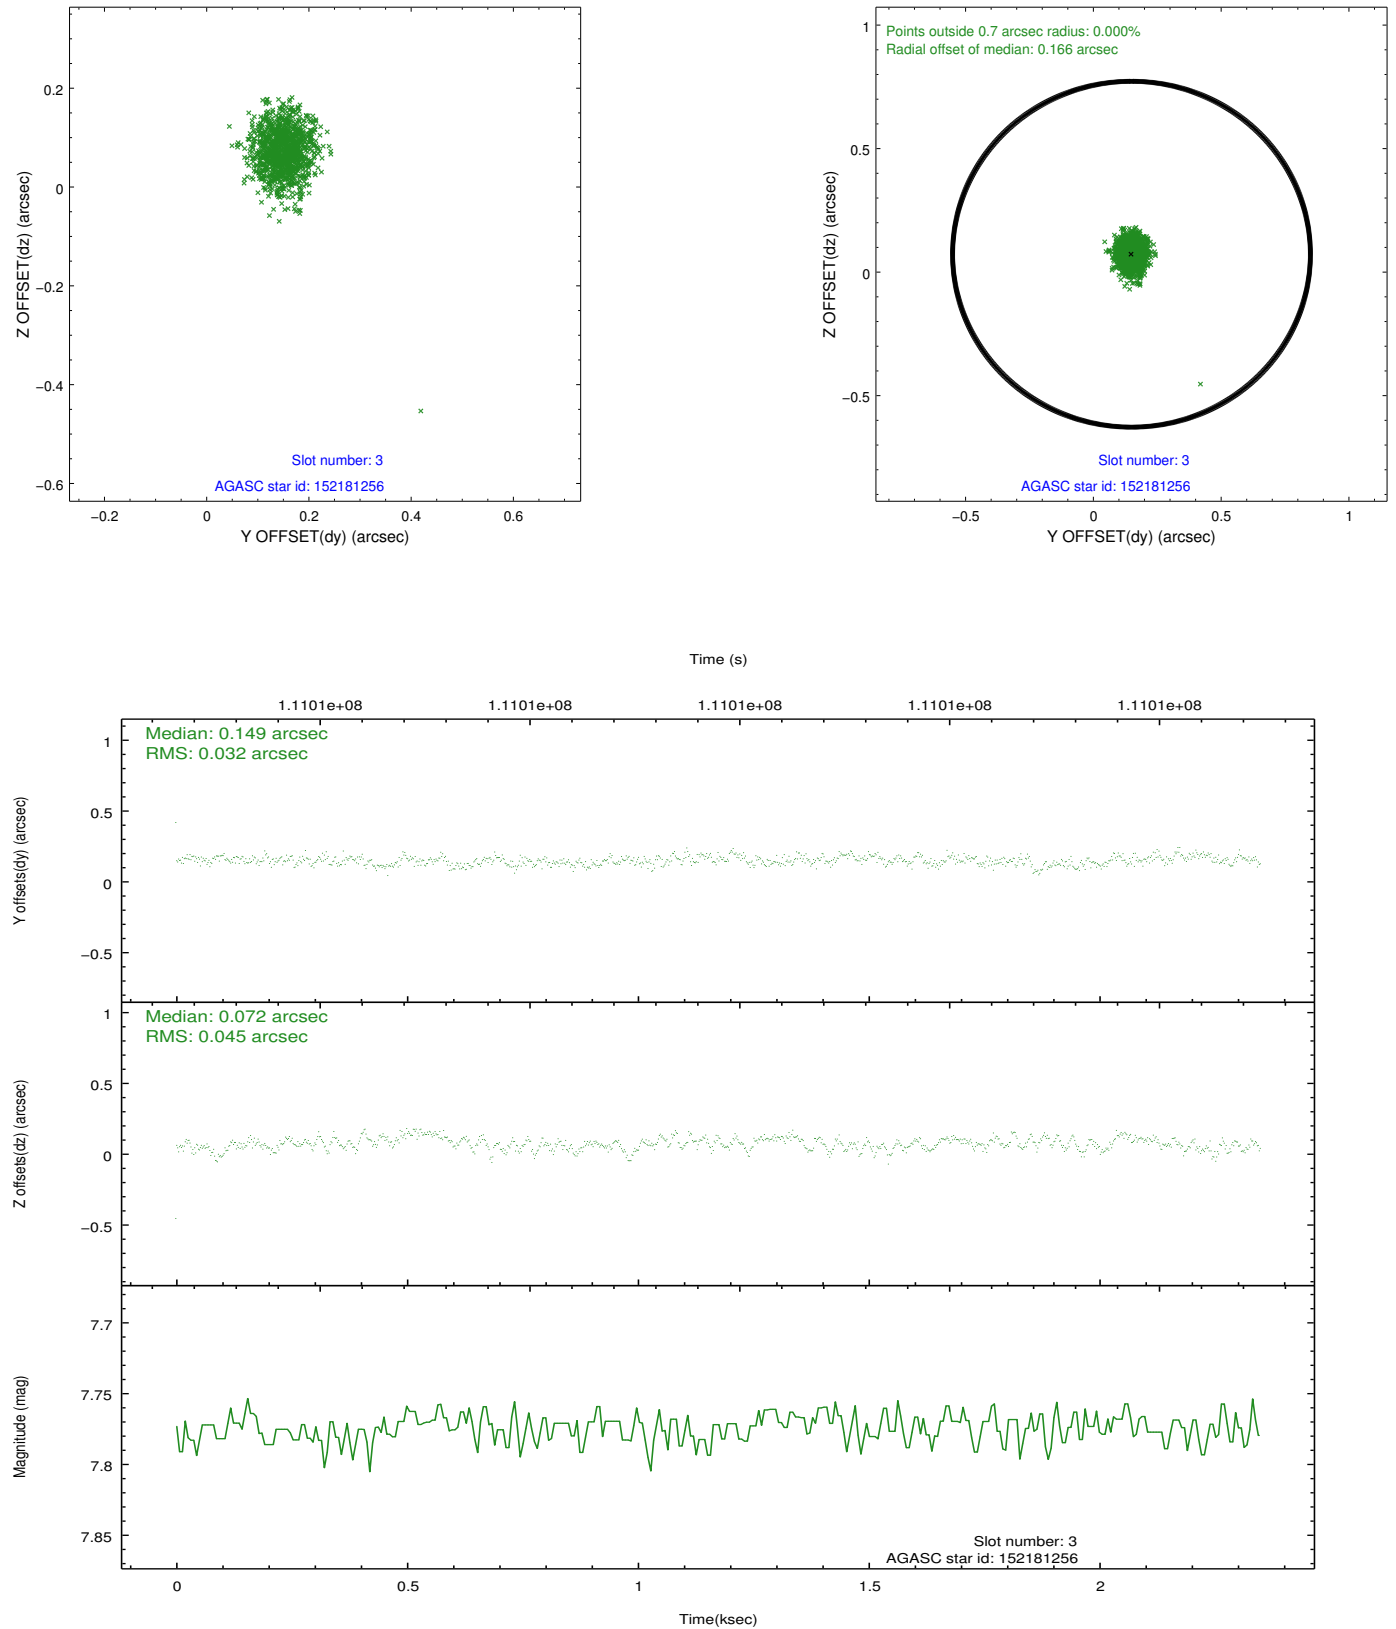 0.2
0
−0.2
−0.4
−0.6
Z OFFSET(dz) (arcsec)
Slot number: 3
AGASC star id: 152181256
−0.2 0 0.2 0.4 0.6
Y OFFSET(dy) (arcsec)
Points outside 0.7 arcsec radius: 0.000%
Radial offset of median: 0.166 arcsec
1
0.5
0
−0.5
Z OFFSET(dz) (arcsec)
Slot number: 3
AGASC star id: 152181256
−0.5 0 0.5 1
Y OFFSET(dy) (arcsec)
Time (s)
1.1101e+08 1.1101e+08 1.1101e+08 1.1101e+08 1.1101e+08
Median: 0.149 arcsec
RMS: 0.032 arcsec
1
0.5
0
−0.5
Y offsets(dy) (arcsec)
Median: 0.072 arcsec
RMS: 0.045 arcsec
1
0.5
0
−0.5
Z offsets(dz) (arcsec)
7.7
7.75
7.8
7.85
Magnitude (mag)
Slot number: 3
AGASC star id: 152181256
0 0.5 1 1.5 2
Time(ksec)